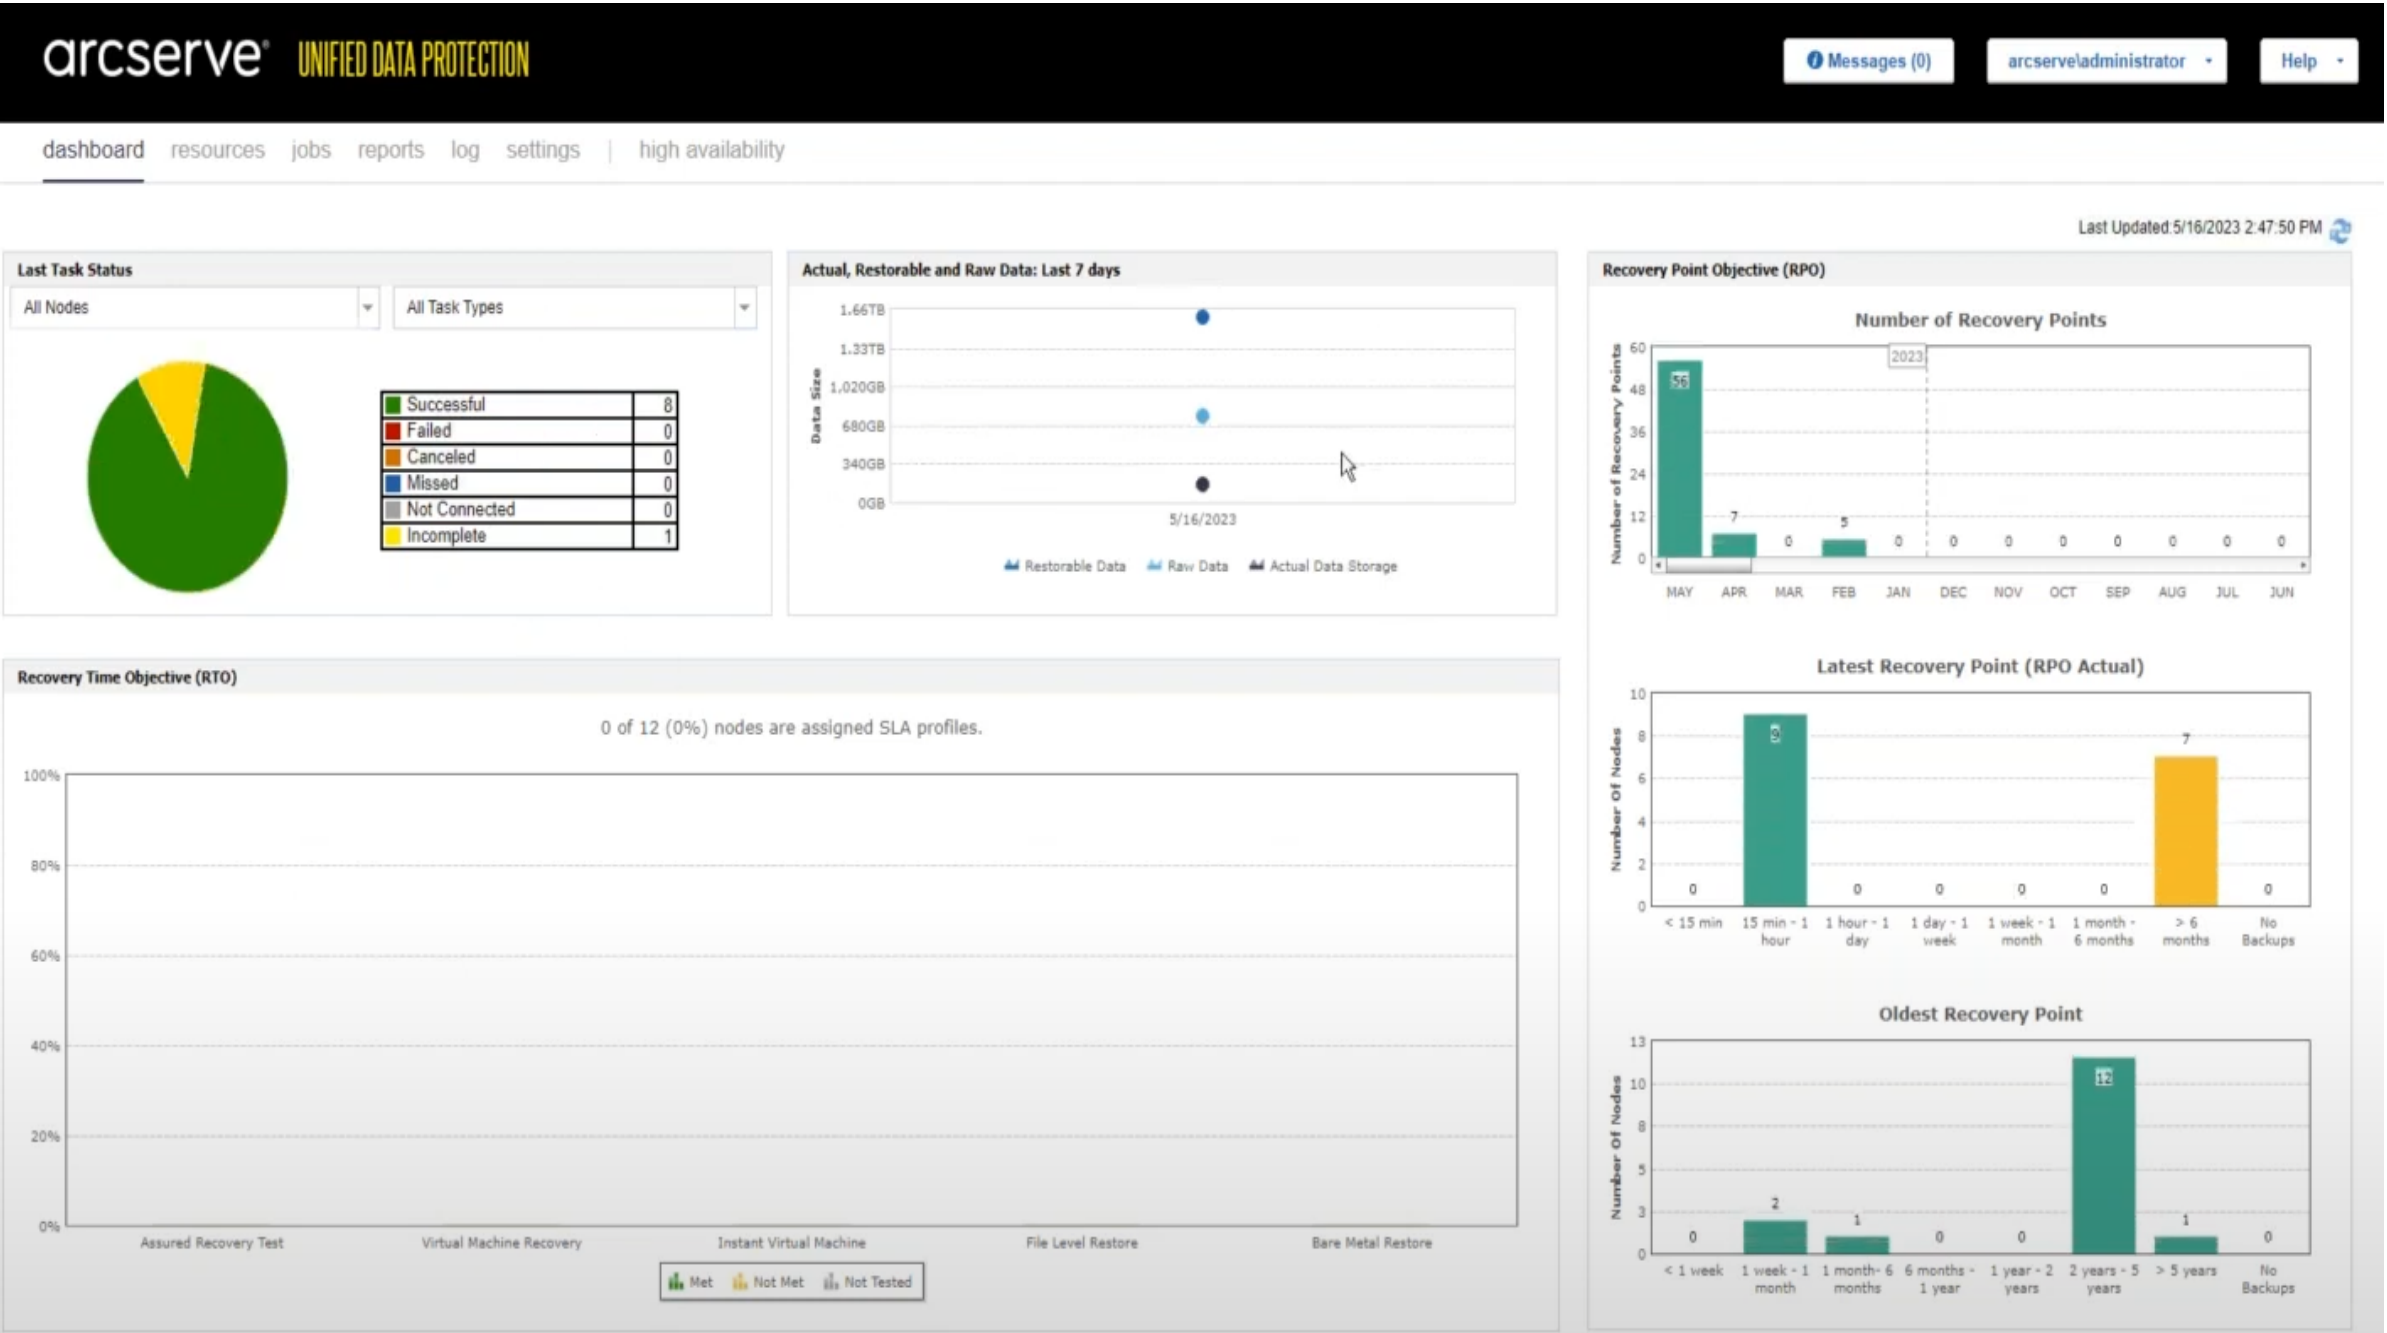 arcserve® UNIFIED DATA PROTECTION
Messages (0)
arcserve\administrator
Help
dashboard resources jobs reports log settings | high availability
Last Updated:5/16/2023 2:47:50 PM
Last Task Status
All Nodes
All Task Types
Successful 8
Failed 0
Canceled 0
Missed 0
Not Connected 0
Incomplete 1
Actual, Restorable and Raw Data: Last 7 days
Data Size
1.66TB
1.33TB
1,020GB
680GB
340GB
0GB
5/16/2023
Restorable Data Raw Data Actual Data Storage
Recovery Time Objective (RTO)
0 of 12 (0%) nodes are assigned SLA profiles.
100%
80%
60%
40%
20%
0%
Assured Recovery Test Virtual Machine Recovery Instant Virtual Machine File Level Restore Bare Metal Restore
Met Not Met Not Tested
Recovery Point Objective (RPO)
Number of Recovery Points
Number of Recovery Points
60
48
36
24
12
0
2023
56 7 0 5 0 0 0 0 0 0 0 0
MAY APR MAR FEB JAN DEC NOV OCT SEP AUG JUL JUN
Latest Recovery Point (RPO Actual)
Number Of Nodes
10
8
6
4
2
0
0 9 0 0 0 0 7 0
< 15 min
15 min - 1
hour
1 hour - 1
day
1 day - 1
week
1 week - 1
month
1 month -
6 months
> 6
months
No
Backups
Oldest Recovery Point
Number Of Nodes
13
10
8
5
3
0
0 2 1 0 0 12 1 0
< 1 week
1 week - 1
month
1 month- 6
months
6 months -
1 year
1 year - 2
years
2 years - 5
years
> 5 years
No
Backups